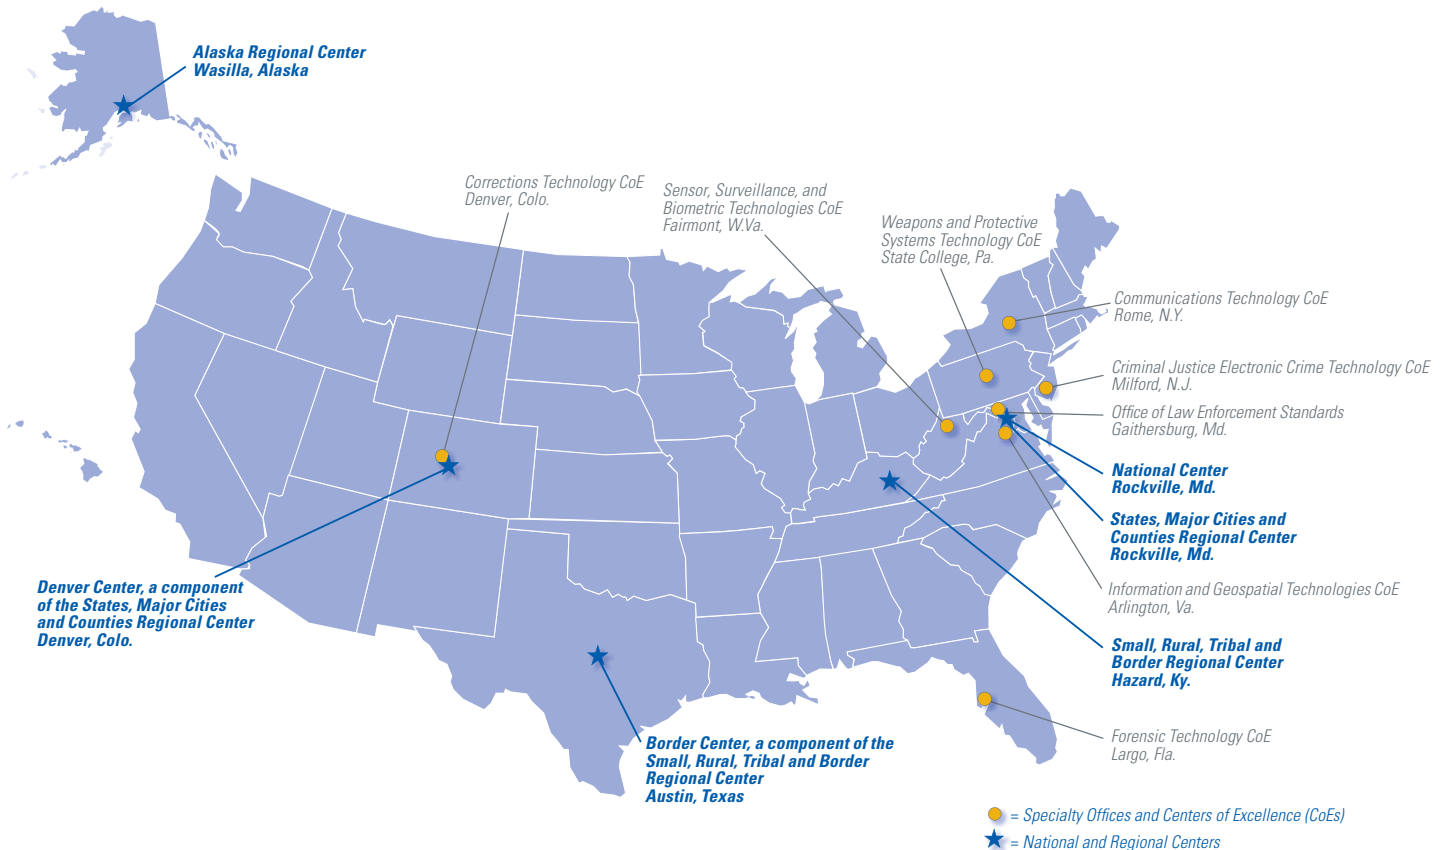 Alaska Regional Center
Wasilla, Alaska
Corrections Technology CoE
Denver, Colo.
Sensor, Surveillance, and
Biometric Technologies CoE
Fairmont, W.Va.
Weapons and Protective
Systems Technology CoE
State College, Pa.
Communications Technology CoE
Rome, N.Y.
Criminal Justice Electronic Crime Technology CoE
Milford, N.J.
Office of Law Enforcement Standards
Gaithersburg, Md.
National Center
Rockville, Md.
States, Major Cities and
Counties Regional Center
Rockville, Md.
Information and Geospatial Technologies CoE
Arlington, Va.
Denver Center, a component
of the States, Major Cities
and Counties Regional Center
Denver, Colo.
Small, Rural, Tribal and
Border Regional Center
Hazard, Ky.
Border Center, a component of the
Small, Rural, Tribal and Border
Regional Center
Austin, Texas
Forensic Technology CoE
Largo, Fla.
= Specialty Offices and Centers of Excellence (CoEs)
= National and Regional Centers